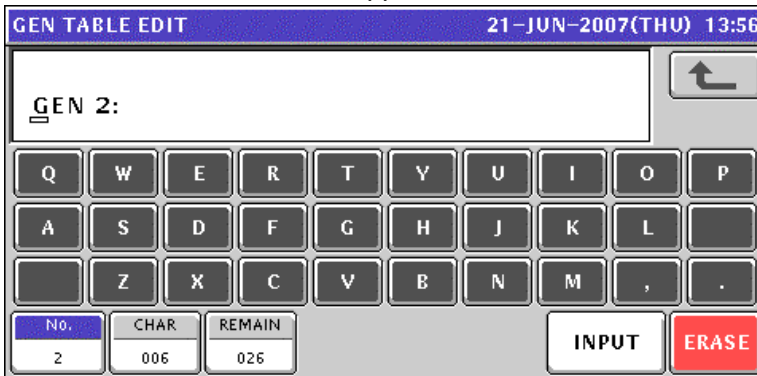 GEN TABLE EDIT 21-JUN-2007(THU) 13:56
GEN 2:
Q W E R T Y U I O P
A S D F G H J K L
Z X C V B N M , .
No. CHAR REMAIN
2 006 026
INPUT ERASE